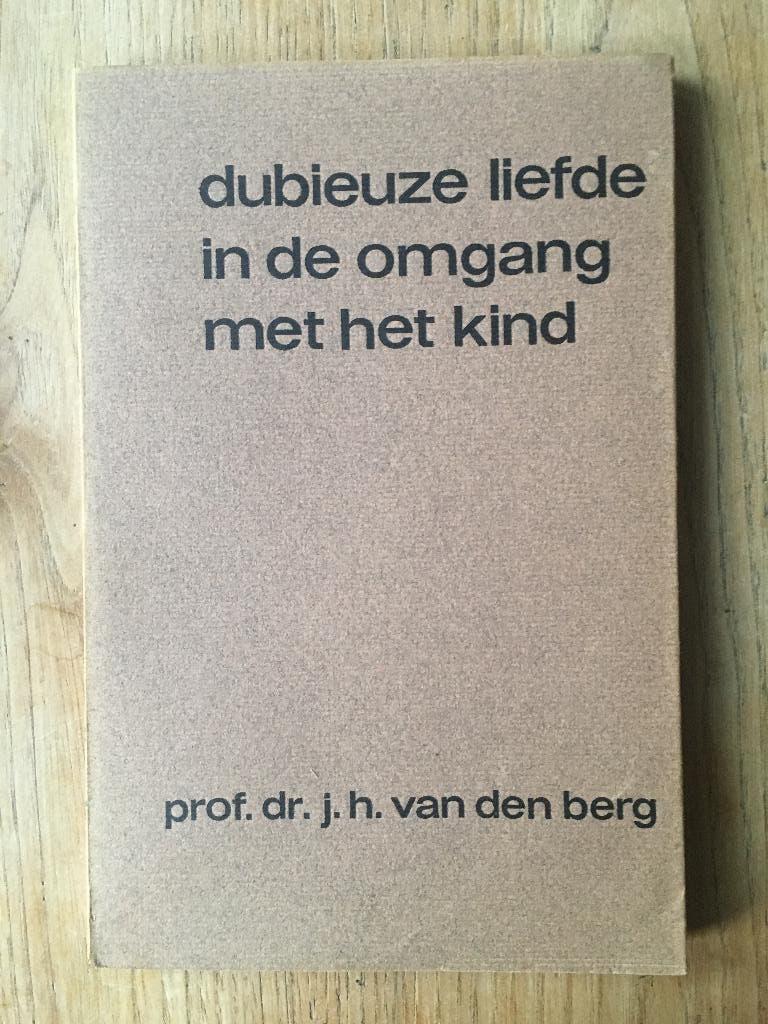 dubieuze liefde
in de omgang
met het kind
prof. dr. j. h. van den berg